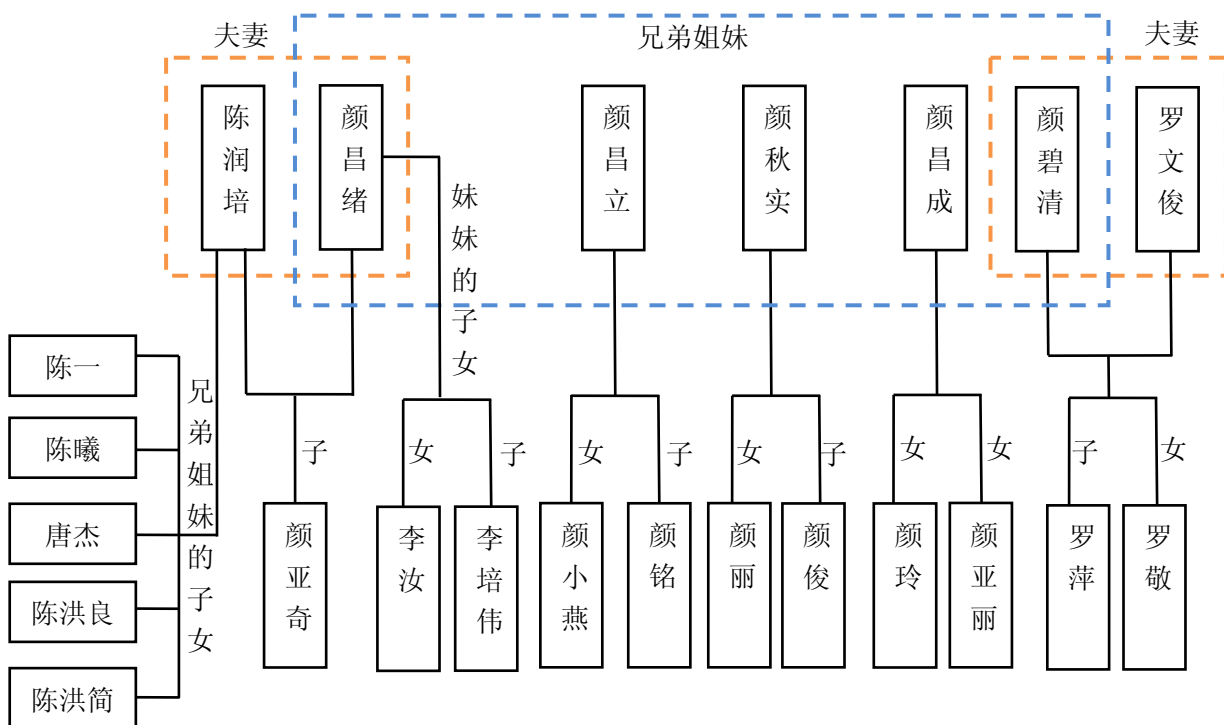 夫妻
兄弟姐妹
夫妻
陈润培
颜昌绪
颜昌立
颜秋实
颜昌成
颜碧清
罗文俊
妹妹的子女
兄弟姐妹的子女
陈一
陈曦
唐杰
陈洪良
陈洪简
子
女
子
女
子
女
子
女
女
子
女
颜亚奇
李汝
李培伟
颜小燕
颜铭
颜丽
颜俊
颜玲
颜亚丽
罗萍
罗敬